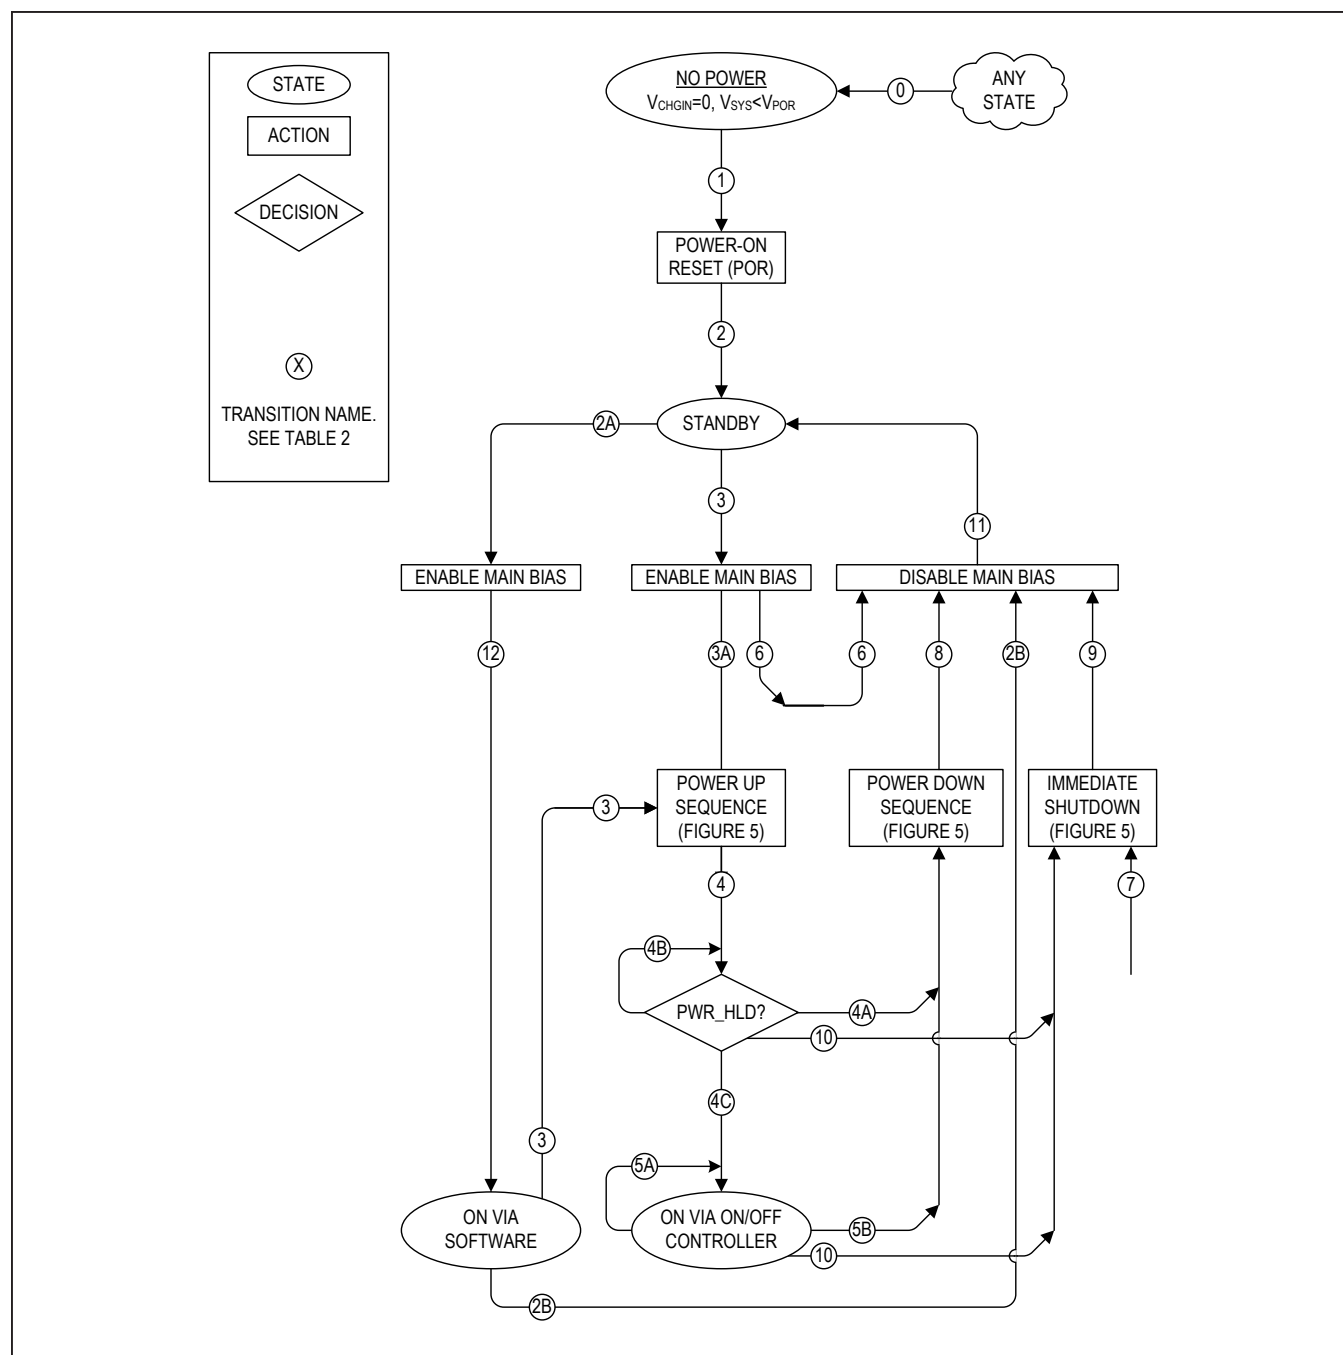 STATE
ACTION
DECISION
X
TRANSITION NAME.
SEE TABLE 2
NO POWER
VCHGIN=0, VSYS<VPOR
0
ANY
STATE
1
POWER-ON
RESET (POR)
2
STANDBY
2A
3
11
ENABLE MAIN BIAS
ENABLE MAIN BIAS
DISABLE MAIN BIAS
12
3A
6
6
8
2B
9
POWER UP
SEQUENCE
(FIGURE 5)
POWER DOWN
SEQUENCE
(FIGURE 5)
IMMEDIATE
SHUTDOWN
(FIGURE 5)
3
4
7
4B
PWR_HLD?
4A
10
4C
3
5A
ON VIA
SOFTWARE
ON VIA ON/OFF
CONTROLLER
5B
10
2B